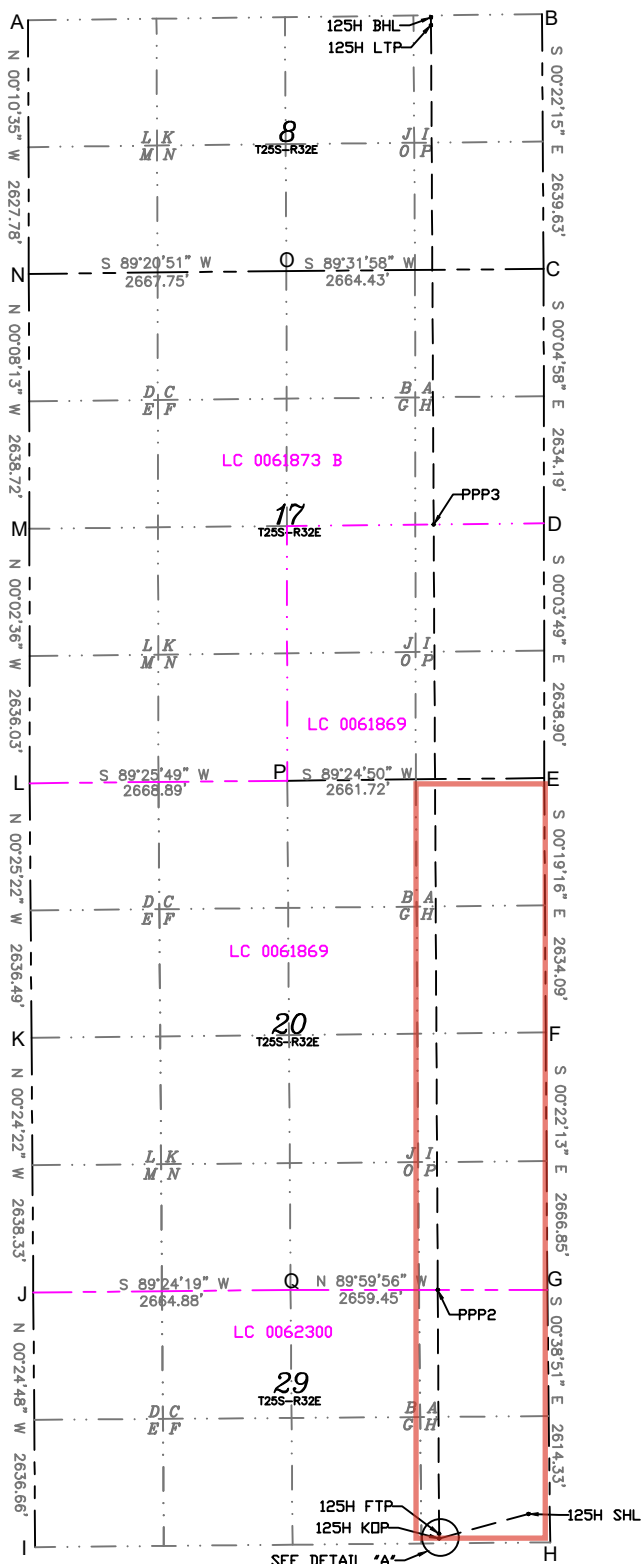 A
B
125H BHL
125H LTP
N 00°10'35" W 2627.78'
S 00°22'15" E 2639.63'
8
T25S-R32E
L K
M N
J I
O P
N
S 89°20'51" W
2667.75'
O
S 89°31'58" W
2664.43'
C
N 00°08'13" W 2638.72'
S 00°04'58" E 2634.19'
D C
E F
B A
G H
LC 0061873 B
PPP3
M
17
T25S-R32E
D
N 00°02'36" W 2636.03'
S 00°03'49" E 2638.90'
L K
M N
J I
O P
LC 0061869
L
S 89°25'49" W
2668.89'
P
S 89°24'50" W
2661.72'
E
N 00°25'22" W 2636.49'
S 00°19'16" E 2634.09'
D C
E F
B A
G H
LC 0061869
K
20
T25S-R32E
F
N 00°24'22" W 2638.33'
S 00°22'13" E 2666.85'
L K
M N
J I
O P
J
S 89°24'19" W
2664.88'
Q
N 89°59'56" W
2659.45'
G
PPP2
LC 0062300
N 00°24'48" W 2636.66'
S 00°38'51" E 2614.33'
29
T25S-R32E
D C
E F
B A
G H
125H FTP
125H KOP
125H SHL
I
SEE DETAIL "A"
H